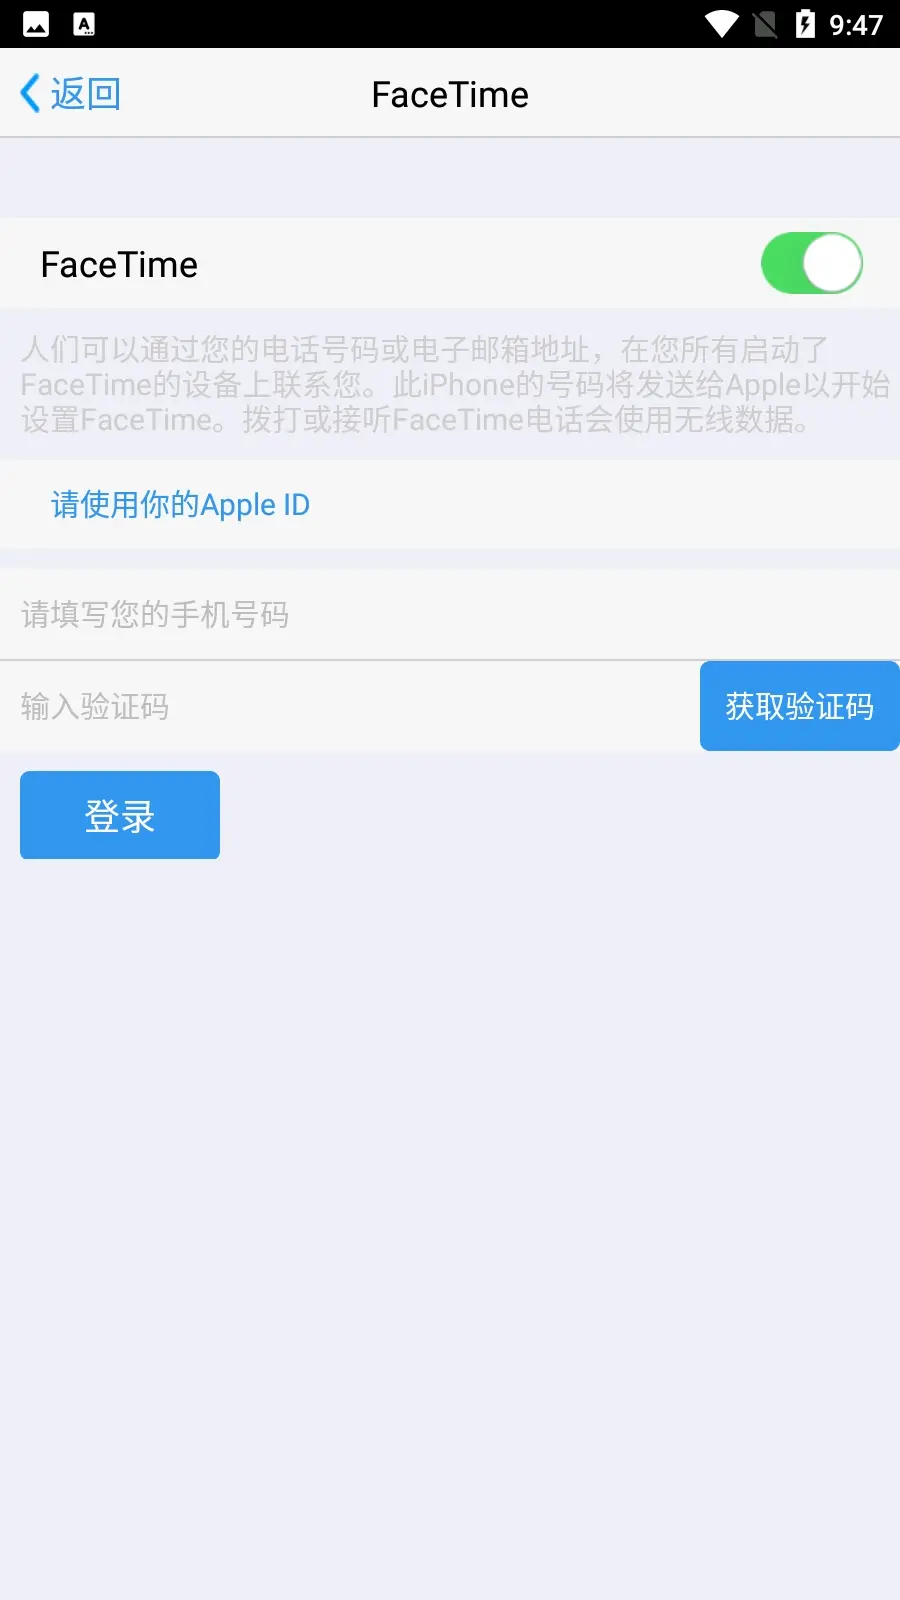 9:47
返回
FaceTime
FaceTime
人们可以通过您的电话号码或电子邮箱地址，在您所有启动了
FaceTime的设备上联系您。此iPhone的号码将发送给Apple以开始
设置FaceTime。拨打或接听FaceTime电话会使用无线数据。
请使用你的Apple ID
请填写您的手机号码
输入验证码
获取验证码
登录